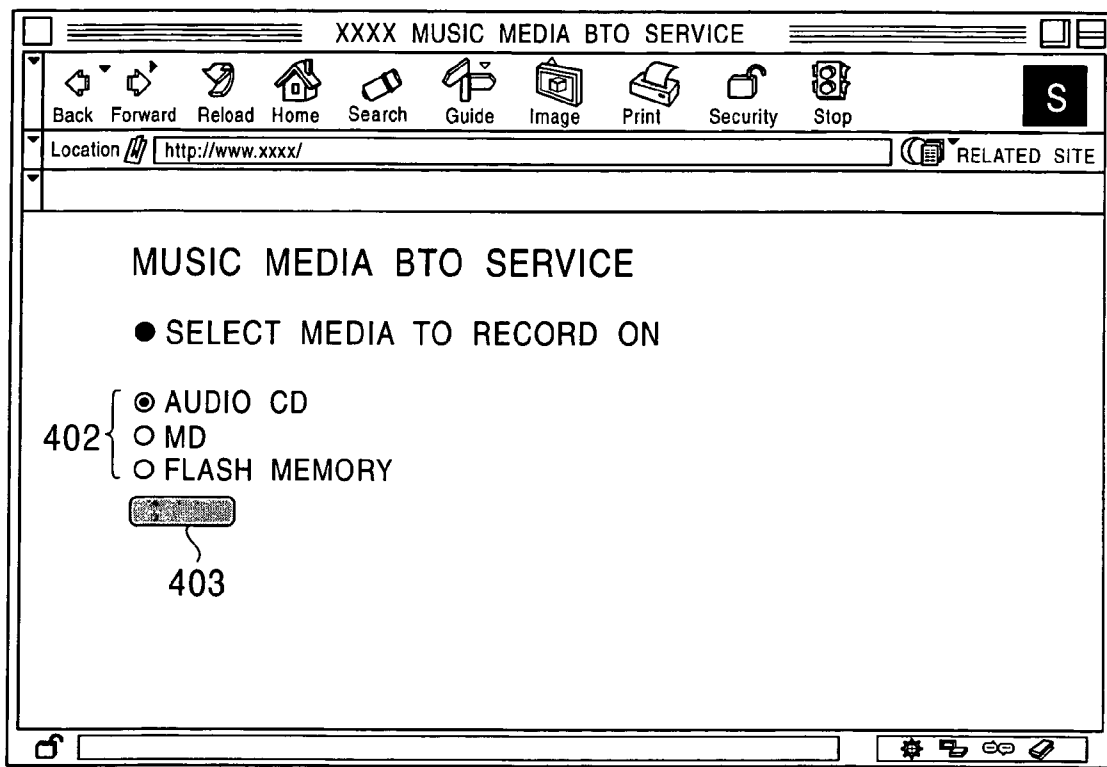 XXXX MUSIC MEDIA BTO SERVICE
Back Forward Reload Home Search Guide Image Print Security Stop
S
Location http://www.xxxx/ RELATED SITE
MUSIC MEDIA BTO SERVICE
● SELECT MEDIA TO RECORD ON
AUDIO CD
402 MD
FLASH MEMORY
403